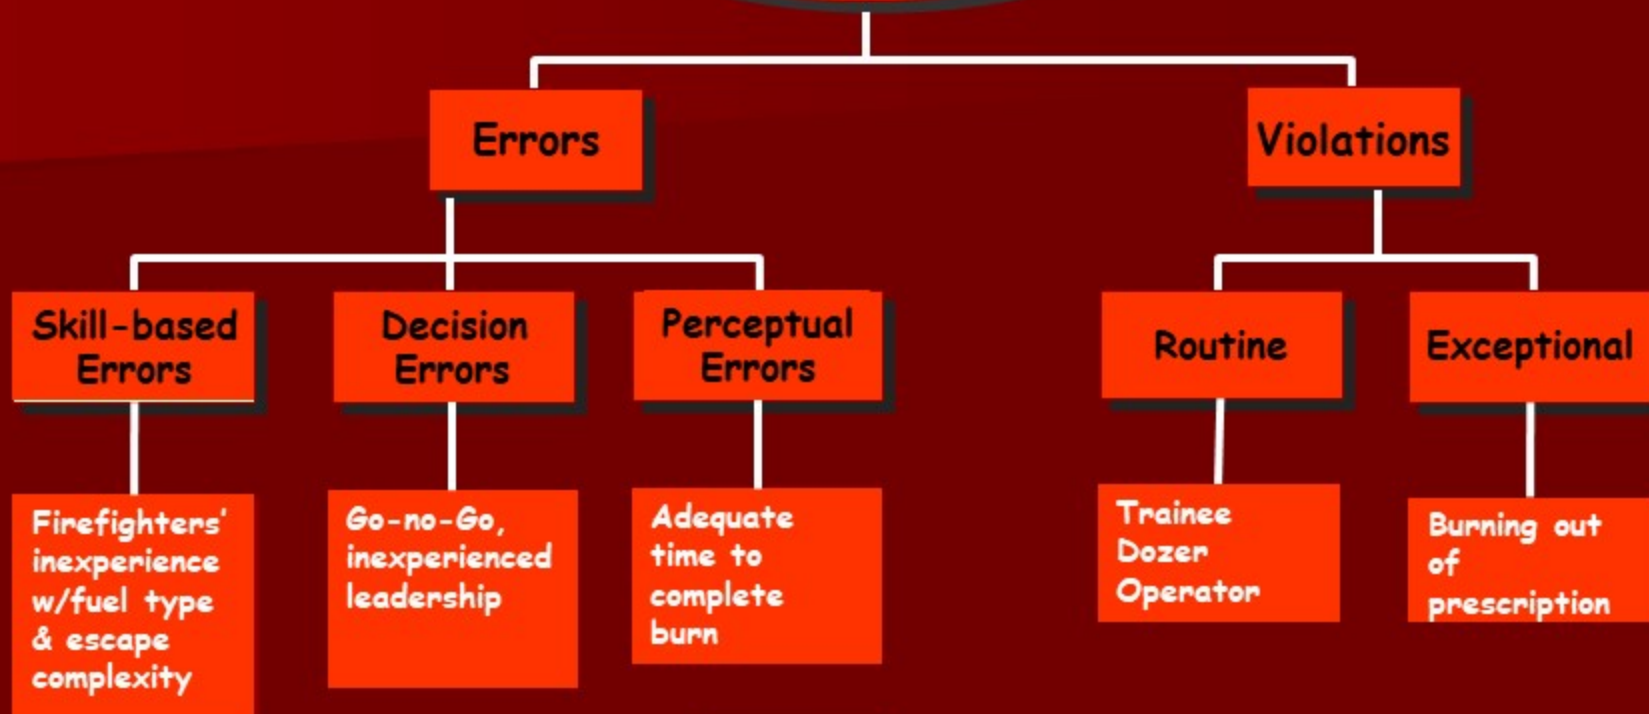 Errors
Violations
Skill-based
Errors
Decision
Errors
Perceptual
Errors
Routine
Exceptional
Firefighters'
inexperience
w/fuel type
& escape
complexity
Go-no-Go,
inexperienced
leadership
Adequate
time to
complete
burn
Trainee
Dozer
Operator
Burning out
of
prescription